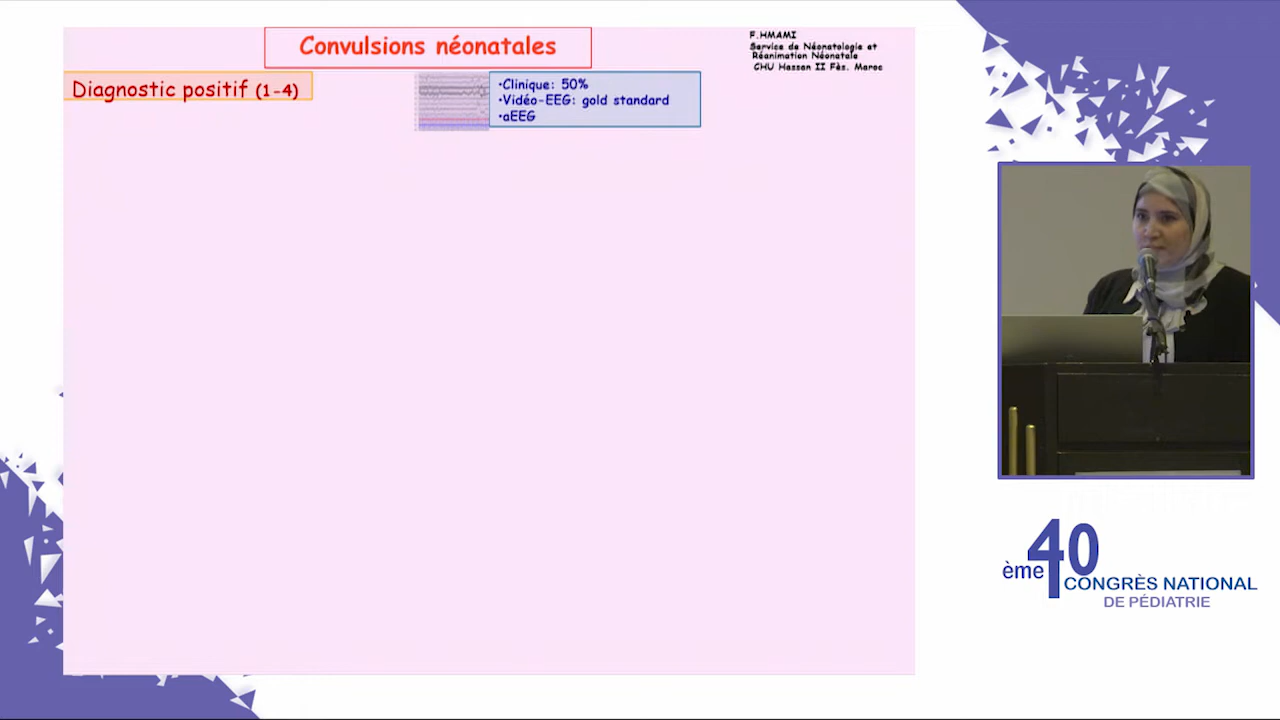 Convulsions néonatales
F.HMAMI
Service de Néonatologie et
Réanimation Néonatale
CHU Hassan II Fès. Maroc
Diagnostic positif (1-4)
•Clinique: 50%
•Vidéo-EEG: gold standard
•aEEG
40
ème
CONGRÈS NATIONAL
DE PÉDIATRIE